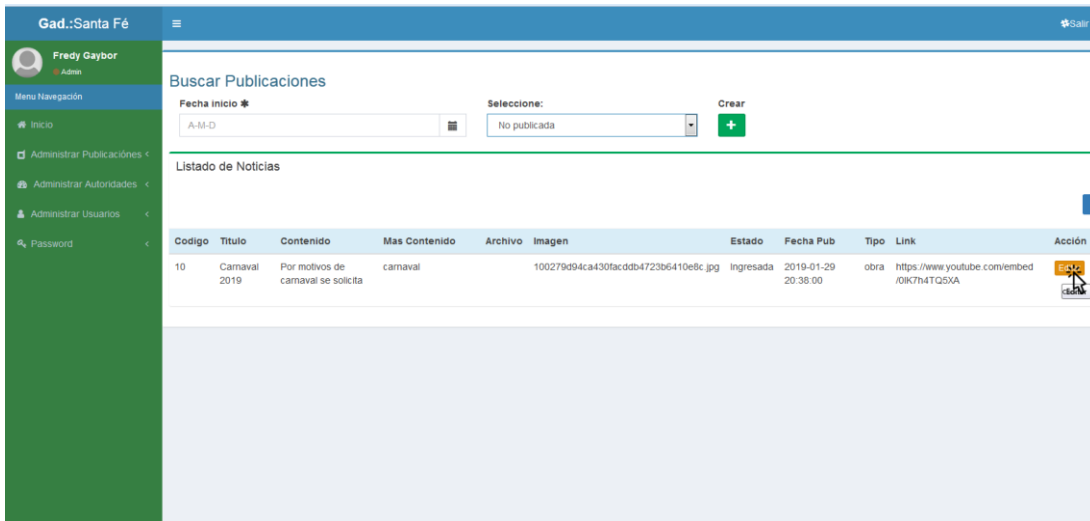 Gad.:Santa Fé
Salir
Fredy Gaybor
Admin
Menu Navegación
Inicio
Administrar Publicaciónes
Administrar Autoridades
Administrar Usuarios
Password
Buscar Publicaciones
Fecha inicio
Seleccione:
Crear
A-M-D
No publicada
Listado de Noticias
Codigo Titulo Contenido Mas Contenido Archivo Imagen Estado Fecha Pub Tipo Link Acción
10 Carnaval Por motivos de carnaval 100279d94ca430facddb4723b6410e8c.jpg Ingresada 2019-01-29 obra https://www.youtube.com/embed
2019 carnaval se solicita 20:38:00 /0IK7h4TQ5XA